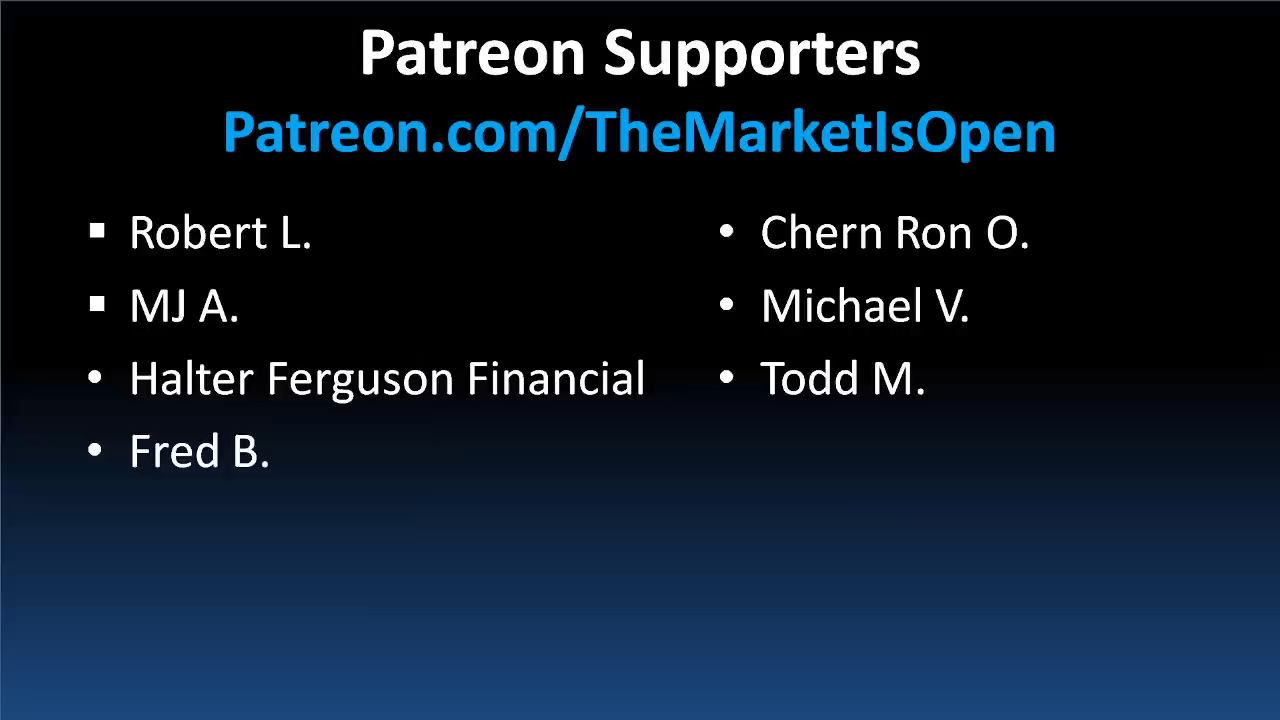 Patreon Supporters
Patreon.com/TheMarketIsOpen
▪ Robert L.
▪ MJ A.
• Halter Ferguson Financial
• Fred B.
• Chern Ron O.
• Michael V.
• Todd M.